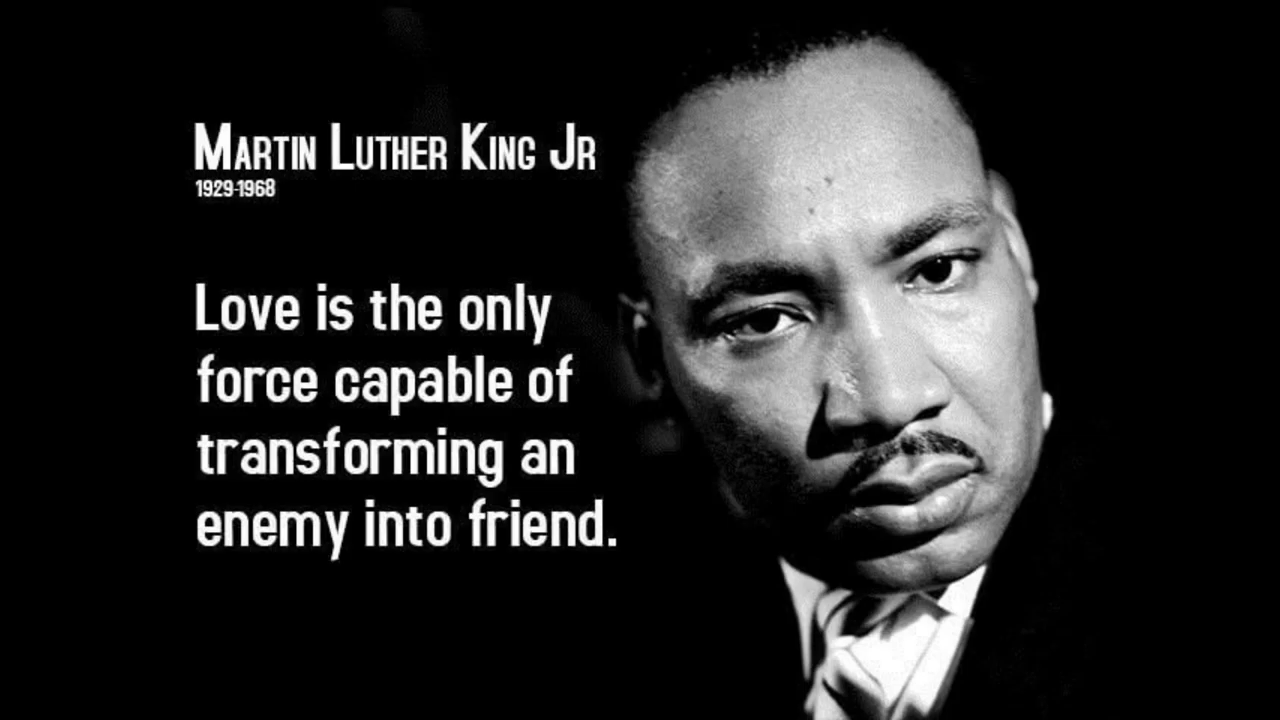 Martin Luther King Jr
1929-1968
Love is the only
force capable of
transforming an
enemy into friend.